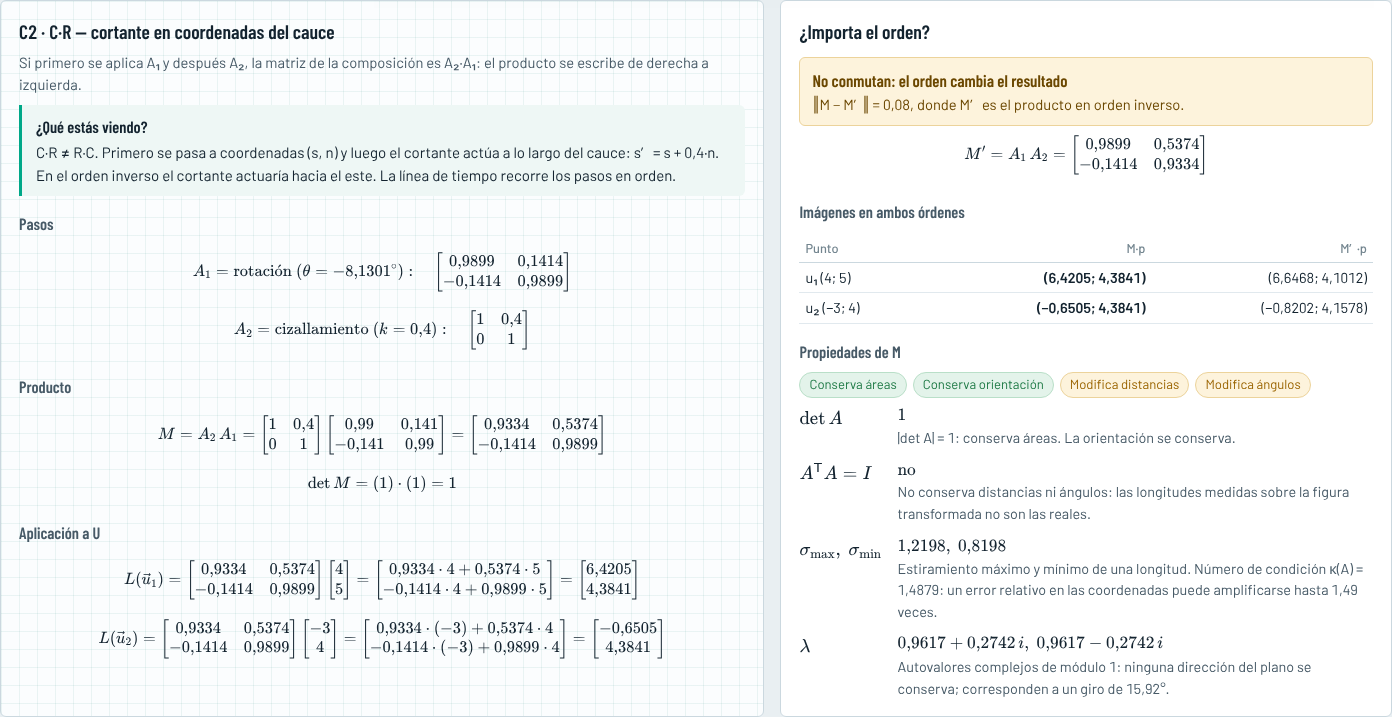 C2 · C·R — cortante en coordenadas del cauce
Si primero se aplica A₁ y después A₂, la matriz de la composición es A₂·A₁: el producto se escribe de derecha a
izquierda.
¿Qué estás viendo?
C·R ≠ R·C. Primero se pasa a coordenadas (s, n) y luego el cortante actúa a lo largo del cauce: s′ = s + 0,4·n.
En el orden inverso el cortante actuaría hacia el este. La línea de tiempo recorre los pasos en orden.
Pasos
A₁ = rotación (θ = −8,1301°) : [0,9899 0,1414
−0,1414 0,9899]
A₂ = cizallamiento (k = 0,4) : [1 0,4
0 1]
Producto
M = A₂ A₁ = [1 0,4; 0 1] [0,99 0,141; −0,141 0,99] = [0,9334 0,5374; −0,1414 0,9899]
det M = (1) · (1) = 1
Aplicación a U
L(u⃗₁) = [0,9334 0,5374; −0,1414 0,9899] [4; 5] = [0,9334 · 4 + 0,5374 · 5; −0,1414 · 4 + 0,9899 · 5] = [6,4205; 4,3841]
L(u⃗₂) = [0,9334 0,5374; −0,1414 0,9899] [−3; 4] = [0,9334 · (−3) + 0,5374 · 4; −0,1414 · (−3) + 0,9899 · 4] = [−0,6505; 4,3841]
¿Importa el orden?
No conmutan: el orden cambia el resultado
‖M − M′‖ = 0,08, donde M′ es el producto en orden inverso.
M′ = A₁ A₂ = [0,9899 0,5374; −0,1414 0,9334]
Imágenes en ambos órdenes
Punto M·p M′·p
u₁ (4; 5) (6,4205; 4,3841) (6,6468; 4,1012)
u₂ (−3; 4) (−0,6505; 4,3841) (−0,8202; 4,1578)
Propiedades de M
Conserva áreas Conserva orientación Modifica distancias Modifica ángulos
det A 1
|det A| = 1: conserva áreas. La orientación se conserva.
AᵀA = I no
No conserva distancias ni ángulos: las longitudes medidas sobre la figura
transformada no son las reales.
σmax, σmin 1,2198, 0,8198
Estiramiento máximo y mínimo de una longitud. Número de condición κ(A) =
1,4879: un error relativo en las coordenadas puede amplificarse hasta 1,49
veces.
λ 0,9617 + 0,2742 i, 0,9617 − 0,2742 i
Autovalores complejos de módulo 1: ninguna dirección del plano se
conserva; corresponden a un giro de 15,92°.